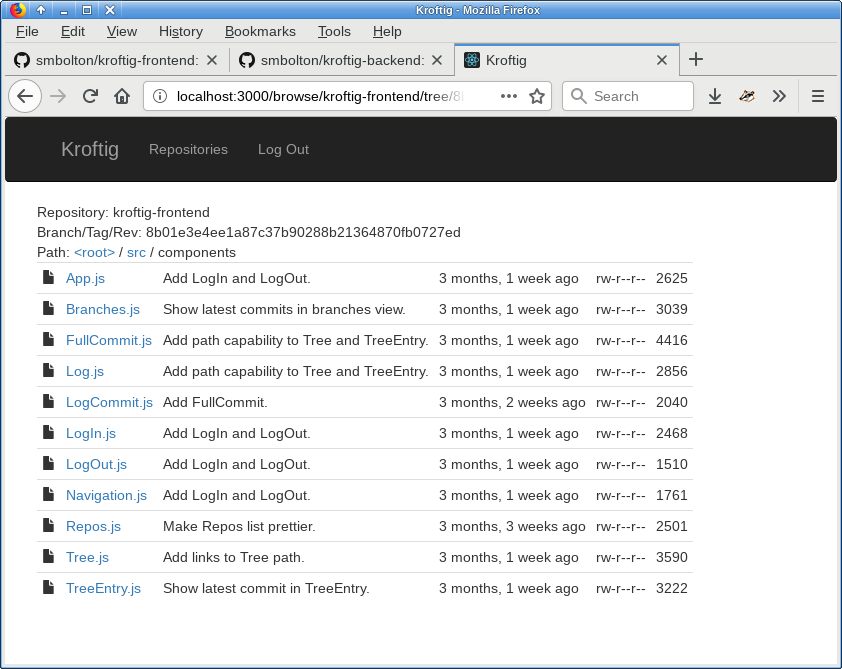 Kroftig - Mozilla Firefox
File Edit View History Bookmarks Tools Help
smbolton/kroftig-frontend: smbolton/kroftig-backend: Kroftig
localhost:3000/browse/kroftig-frontend/tree/8 Search
Kroftig Repositories Log Out
Repository: kroftig-frontend
Branch/Tag/Rev: 8b01e3e4ee1a87c37b90288b21364870fb0727ed
Path: <root> / src / components
App.js Add LogIn and LogOut. 3 months, 1 week ago rw-r--r-- 2625
Branches.js Show latest commits in branches view. 3 months, 1 week ago rw-r--r-- 3039
FullCommit.js Add path capability to Tree and TreeEntry. 3 months, 1 week ago rw-r--r-- 4416
Log.js Add path capability to Tree and TreeEntry. 3 months, 1 week ago rw-r--r-- 2856
LogCommit.js Add FullCommit. 3 months, 2 weeks ago rw-r--r-- 2040
LogIn.js Add LogIn and LogOut. 3 months, 1 week ago rw-r--r-- 2468
LogOut.js Add LogIn and LogOut. 3 months, 1 week ago rw-r--r-- 1510
Navigation.js Add LogIn and LogOut. 3 months, 1 week ago rw-r--r-- 1761
Repos.js Make Repos list prettier. 3 months, 3 weeks ago rw-r--r-- 2501
Tree.js Add links to Tree path. 3 months, 1 week ago rw-r--r-- 3590
TreeEntry.js Show latest commit in TreeEntry. 3 months, 1 week ago rw-r--r-- 3222